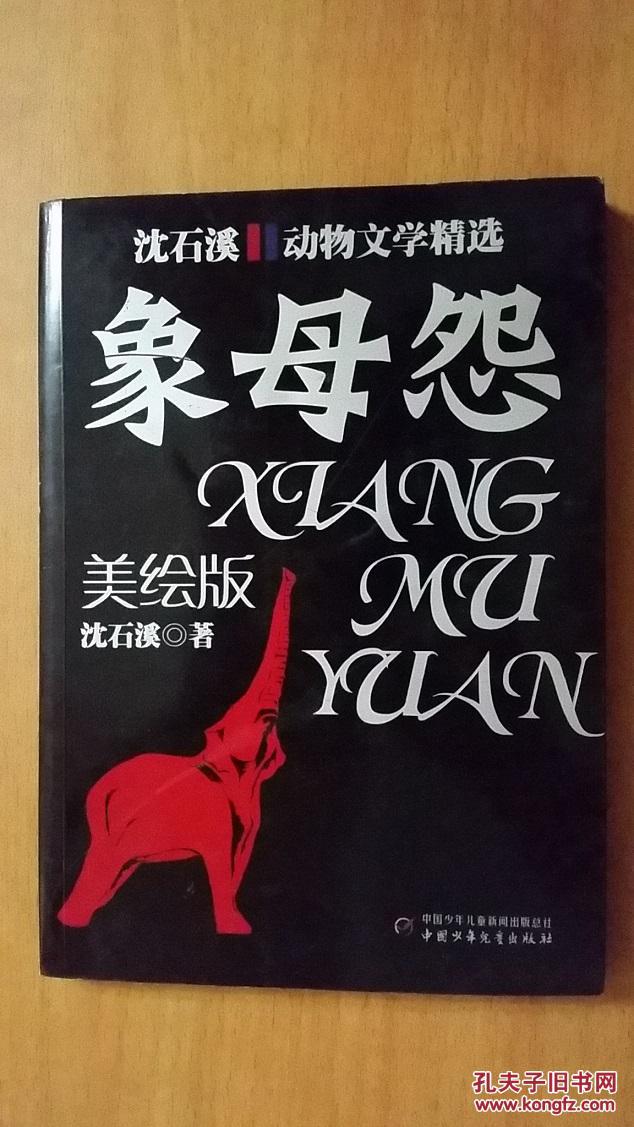 沈石溪 动物文学精选
象母怨
XIANG
MU
YUAN
美绘版
沈石溪◎著
中国少年儿童新闻出版总社
中国少年儿童出版社
孔夫子旧书网
www.kongfz.com